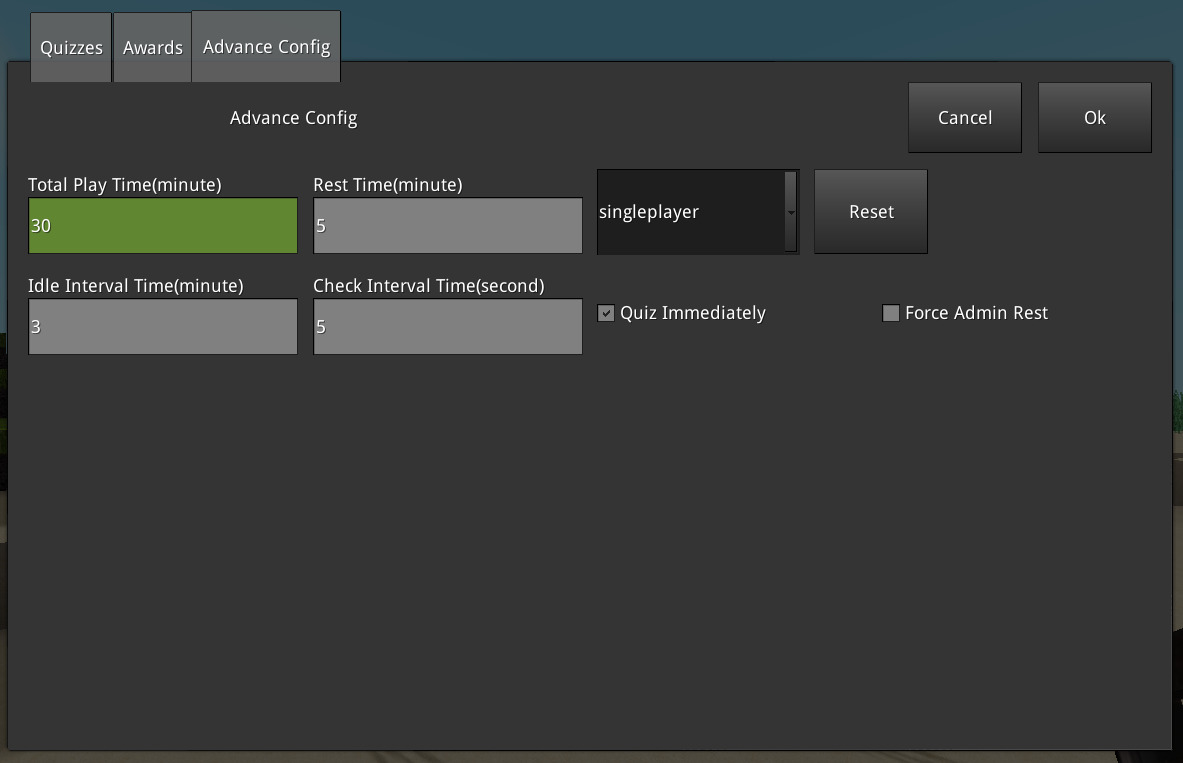 Quizzes Awards Advance Config
Advance Config Cancel Ok
Total Play Time(minute) Rest Time(minute)
30 5 singleplayer Reset
Idle Interval Time(minute) Check Interval Time(second)
3 5 Quiz Immediately Force Admin Rest